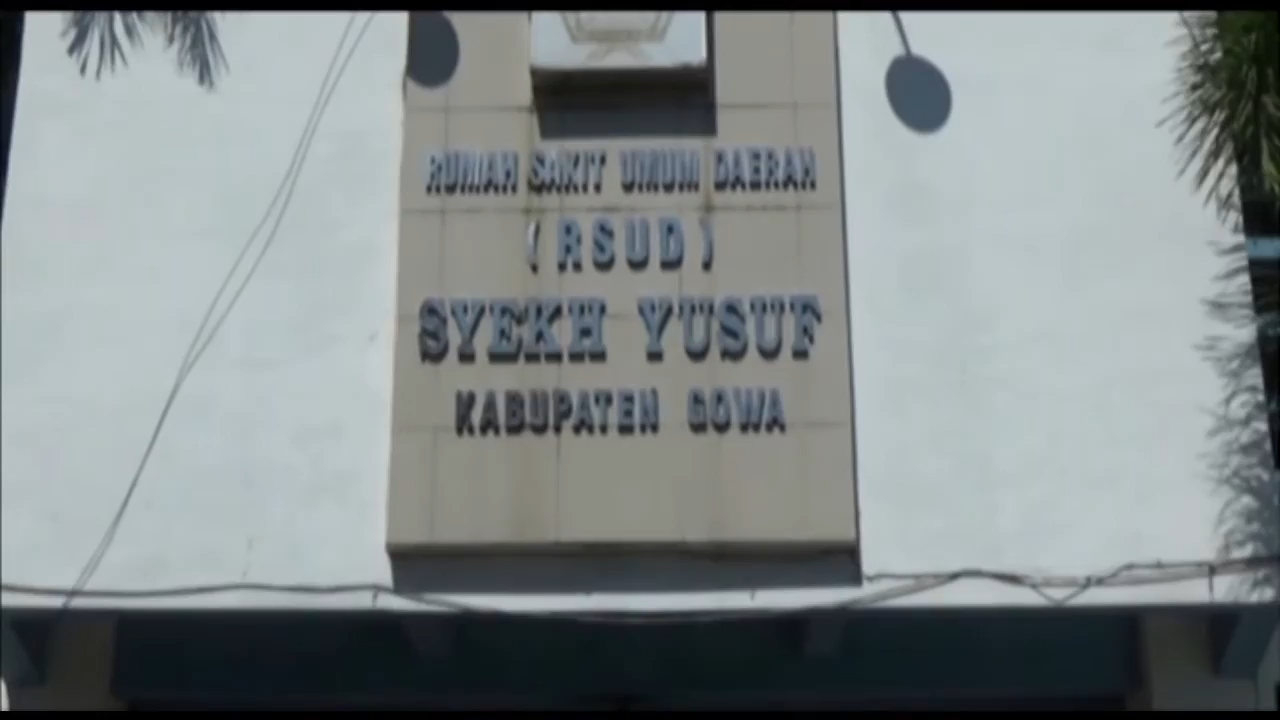 RUMAH SAKIT UMUM DAERAH
(RSUD)
SYEKH YUSUF
KABUPATEN GOWA